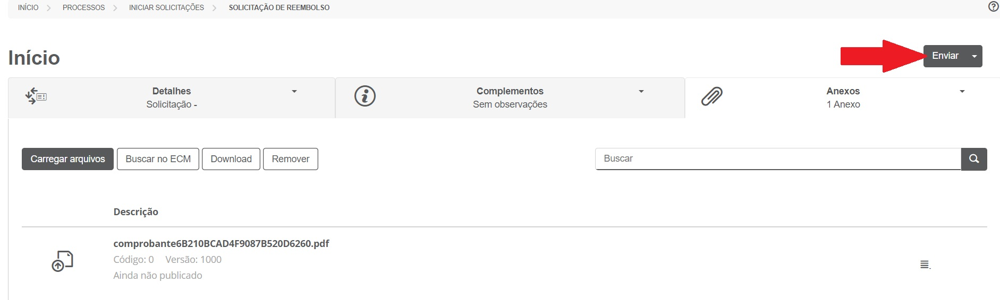 INÍCIO PROCESSOS INICIAR SOLICITAÇÕES SOLICITAÇÃO DE REEMBOLSO
Início
Enviar
Detalhes
Solicitação -
Complementos
Sem observações
Anexos
1 Anexo
Carregar arquivos Buscar no ECM Download Remover Buscar
Descrição
comprobante6B210BCAD4F9087B520D6260.pdf
Código: 0 Versão: 1000
Ainda não publicado